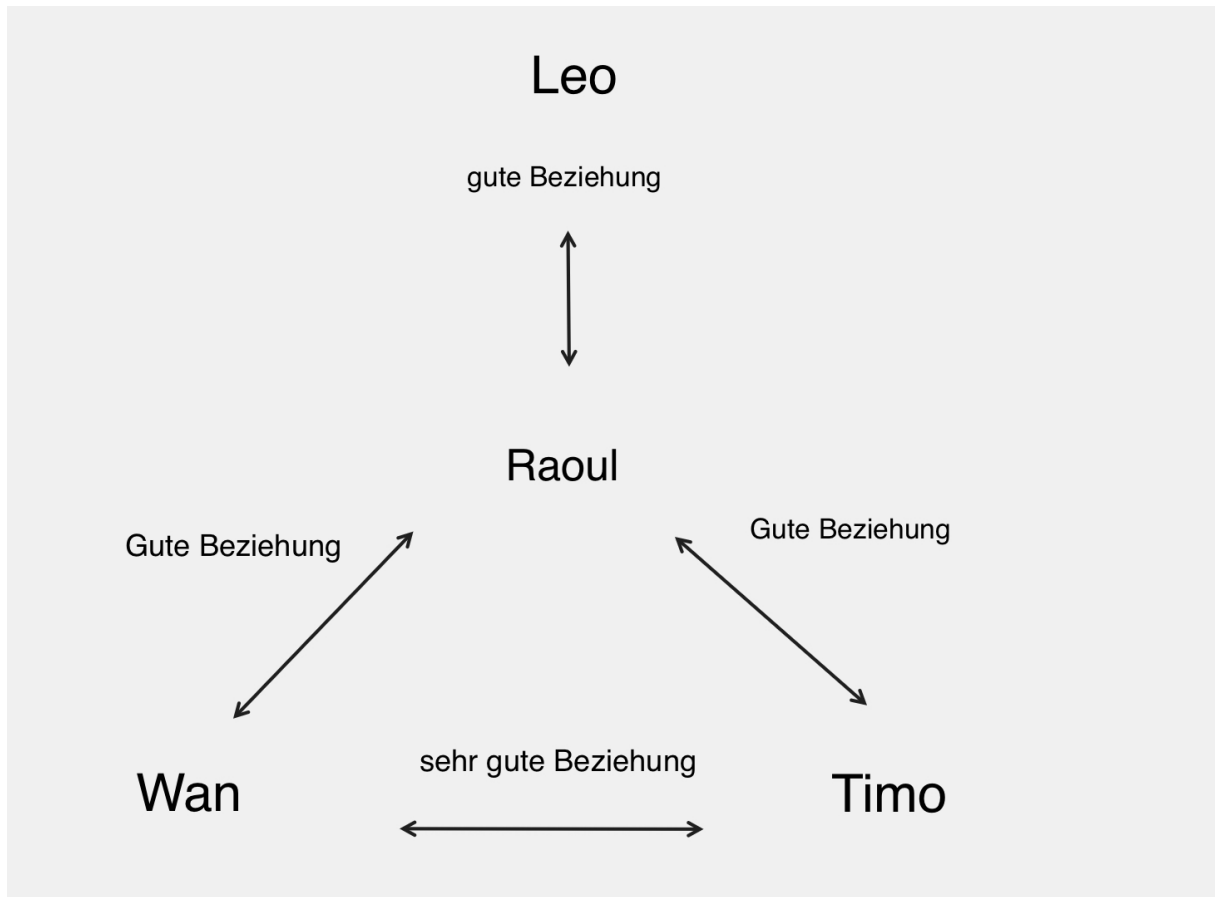 Leo
gute Beziehung
Raoul
Gute Beziehung
Gute Beziehung
sehr gute Beziehung
Wan
Timo